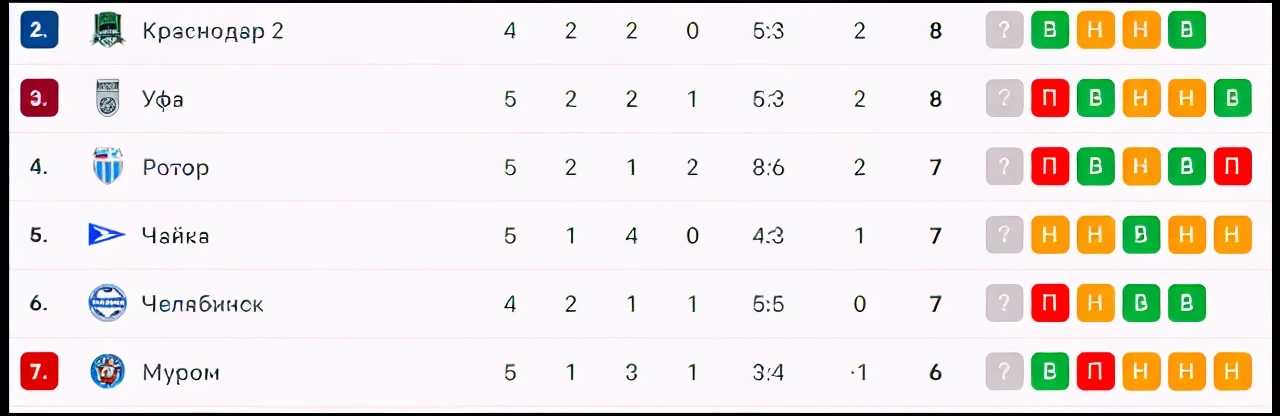 2. Краснодар 2 4 2 2 0 5:3 2 8 ? В Н Н В
3. Уфа 5 2 2 1 5:3 2 8 ? П В Н Н В
4. Ротор 5 2 1 2 8:6 2 7 ? П В Н В П
5. Чайка 5 1 4 0 4:3 1 7 ? Н Н В Н Н
6. Челябинск 4 2 1 1 5:5 0 7 ? П Н В В
7. Муром 5 1 3 1 3:4 -1 6 ? В П Н Н Н